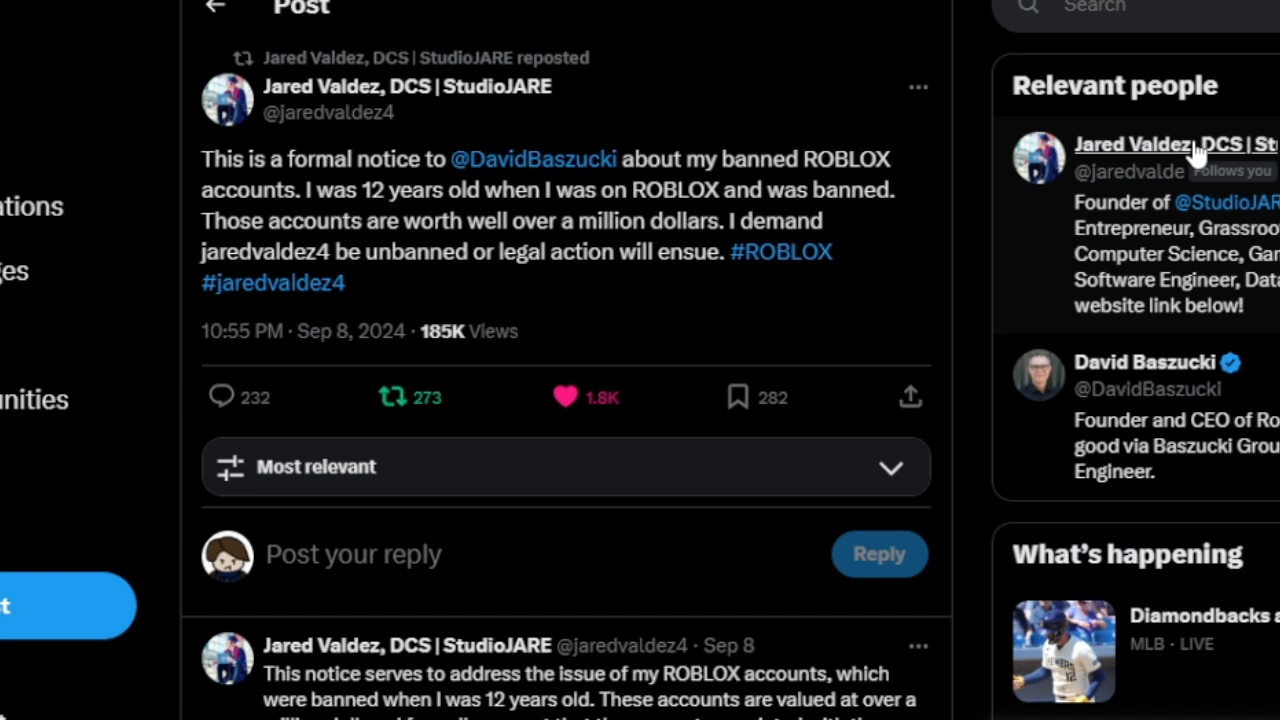 Post
Jared Valdez, DCS | StudioJARE reposted
Jared Valdez, DCS | StudioJARE
@jaredvaldez4
This is a formal notice to @DavidBaszucki about my banned ROBLOX
accounts. I was 12 years old when I was on ROBLOX and was banned.
Those accounts are worth well over a million dollars. I demand
jaredvaldez4 be unbanned or legal action will ensue. #ROBLOX
#jaredvaldez4
10:55 PM · Sep 8, 2024 · 185K Views
232 273 1.8K 282
Most relevant
Post your reply
Reply
Jared Valdez, DCS | StudioJARE @jaredvaldez4 · Sep 8
This notice serves to address the issue of my ROBLOX accounts, which
were banned when I was 12 years old. These accounts are valued at over a
Search
Relevant people
Jared Valdez, DCS | St
@jaredvalde Follows you
Founder of @StudioJAR
Entrepreneur, Grassroo
Computer Science, Gam
Software Engineer, Data
website link below!
David Baszucki
@DavidBaszucki
Founder and CEO of Ro
good via Baszucki Grou
Engineer.
What's happening
Diamondbacks a
MLB · LIVE